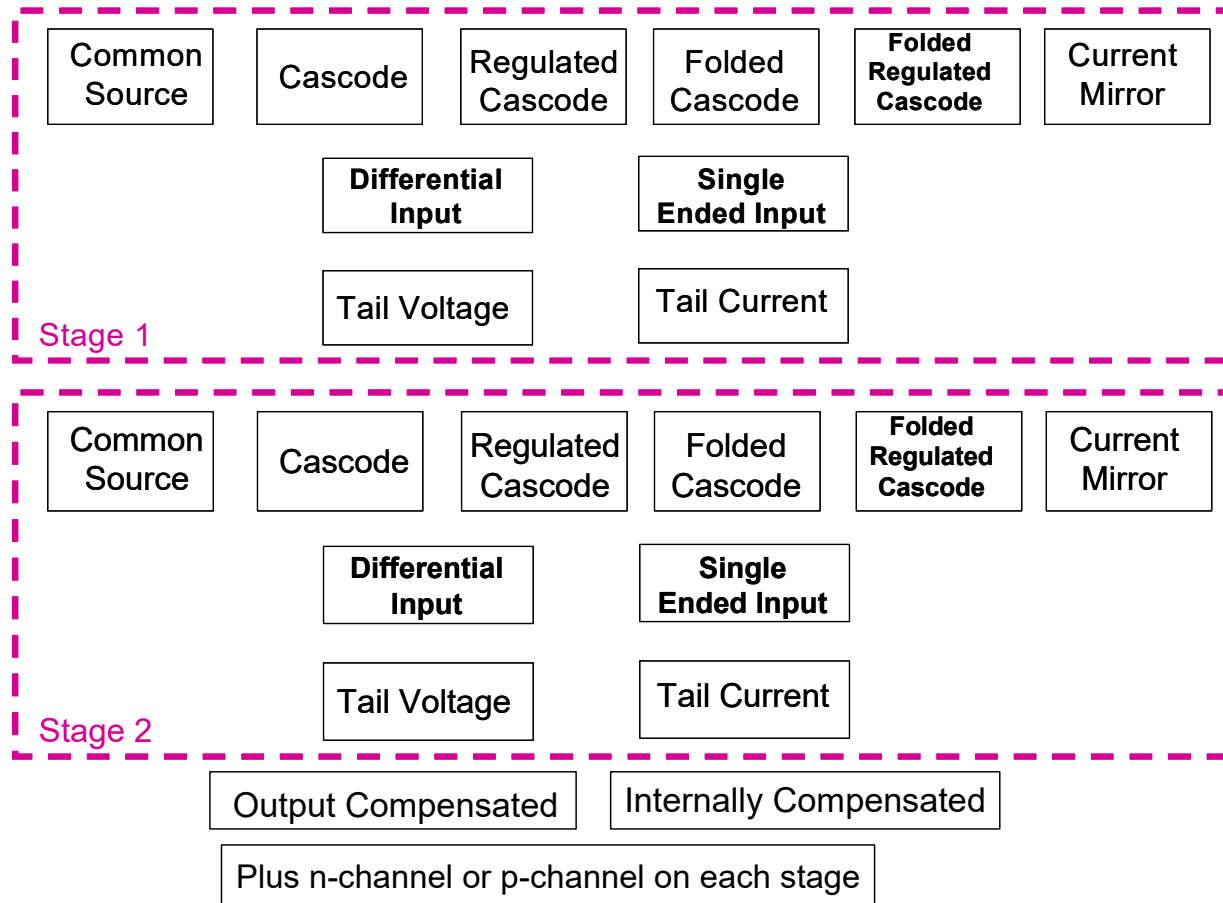 Common
Source
Cascode
Regulated
Cascode
Folded
Cascode
Folded
Regulated
Cascode
Current
Mirror
Differential
Input
Single
Ended Input
Tail Voltage
Tail Current
Stage 1
Common
Source
Cascode
Regulated
Cascode
Folded
Cascode
Folded
Regulated
Cascode
Current
Mirror
Differential
Input
Single
Ended Input
Tail Voltage
Tail Current
Stage 2
Output Compensated
Internally Compensated
Plus n-channel or p-channel on each stage